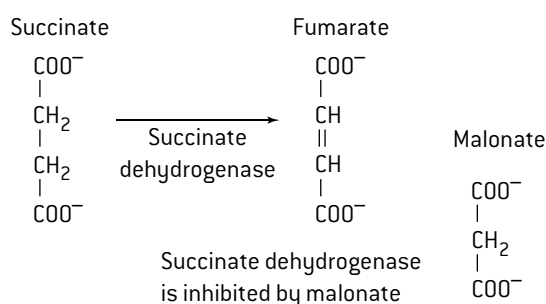 Succinate
COO⁻
CH₂
CH₂
COO⁻
Succinate
dehydrogenase
Fumarate
COO⁻
CH
CH
COO⁻
Malonate
COO⁻
CH₂
COO⁻
Succinate dehydrogenase
is inhibited by malonate